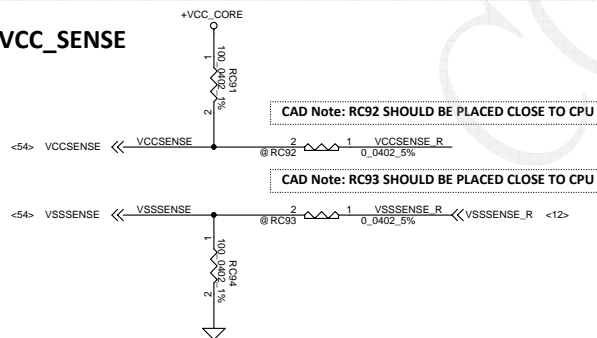 +VCC_CORE
VCC_SENSE
1
RC91
100_0402_1%
2
CAD Note: RC92 SHOULD BE PLACED CLOSE TO CPU
<54> VCCSENSE VCCSENSE 2 1 VCCSENSE_R
@RC92 0_0402_5%
CAD Note: RC93 SHOULD BE PLACED CLOSE TO CPU
<54> VSSSENSE VSSSENSE 2 1 VSSSENSE_R VSSSENSE_R <12>
@RC93 0_0402_5%
1
RC94
100_0402_1%
2